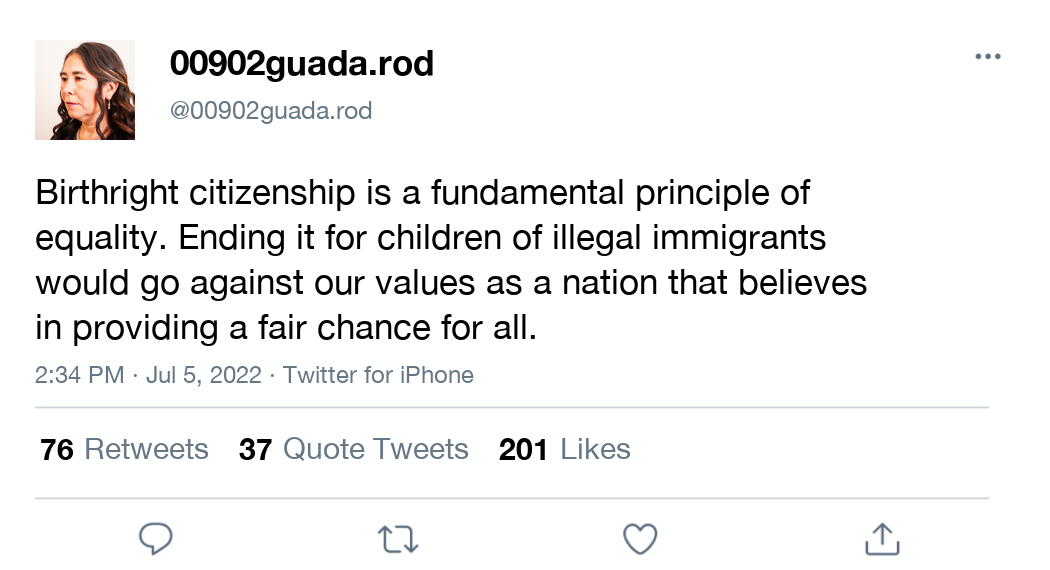 00902guada.rod
@00902guada.rod
Birthright citizenship is a fundamental principle of
equality. Ending it for children of illegal immigrants
would go against our values as a nation that believes
in providing a fair chance for all.
2:34 PM · Jul 5, 2022 · Twitter for iPhone
76 Retweets 37 Quote Tweets 201 Likes